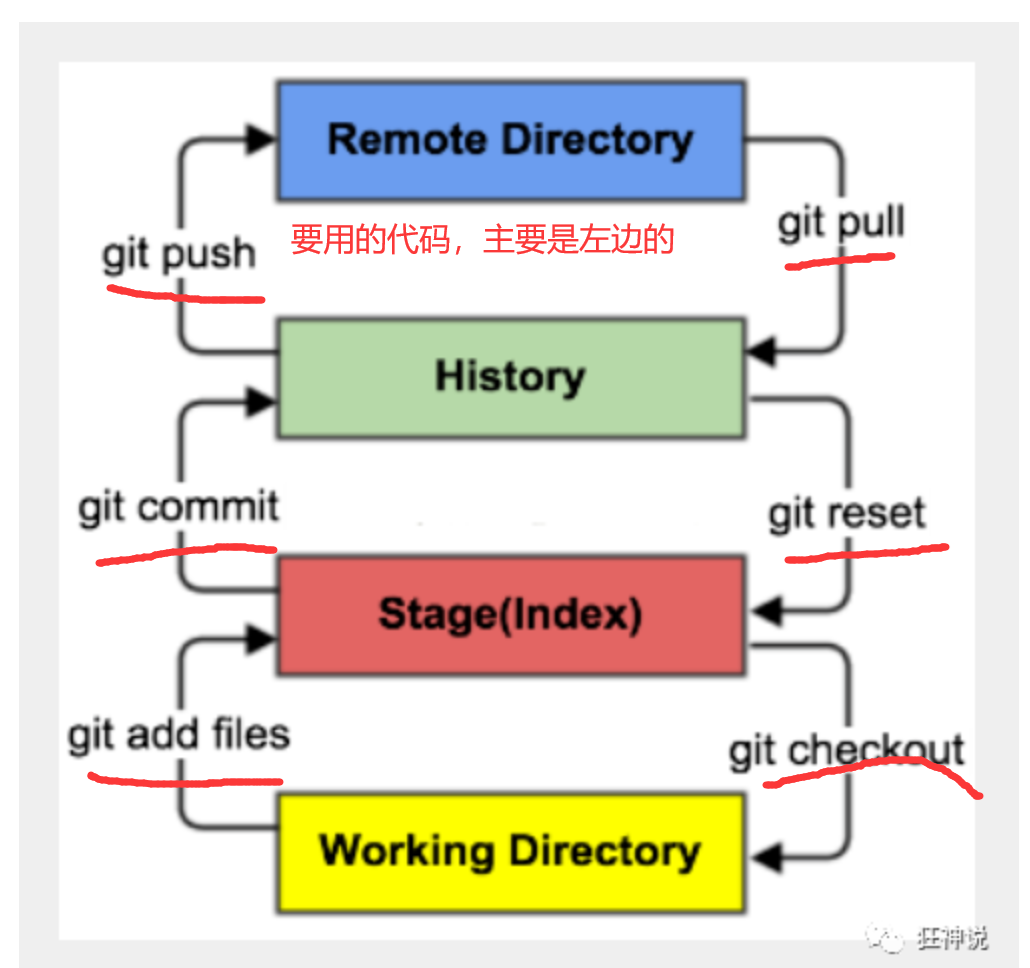 Remote Directory
git pull
git push
要用的代码，主要是左边的
History
git commit
git reset
Stage(Index)
git add files
git checkout
Working Directory
狂神说